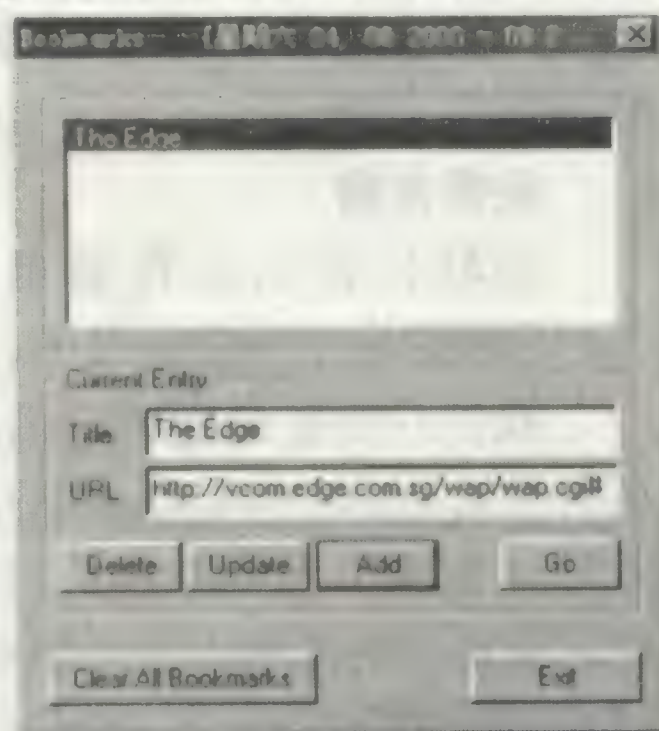 Bookmarks
The Edge
Current Entry
Title The Edge
URL http://vcom.edge.com.sg/wap/wap.cgi#
Delete Update Add Go
Clear All Bookmarks Exit